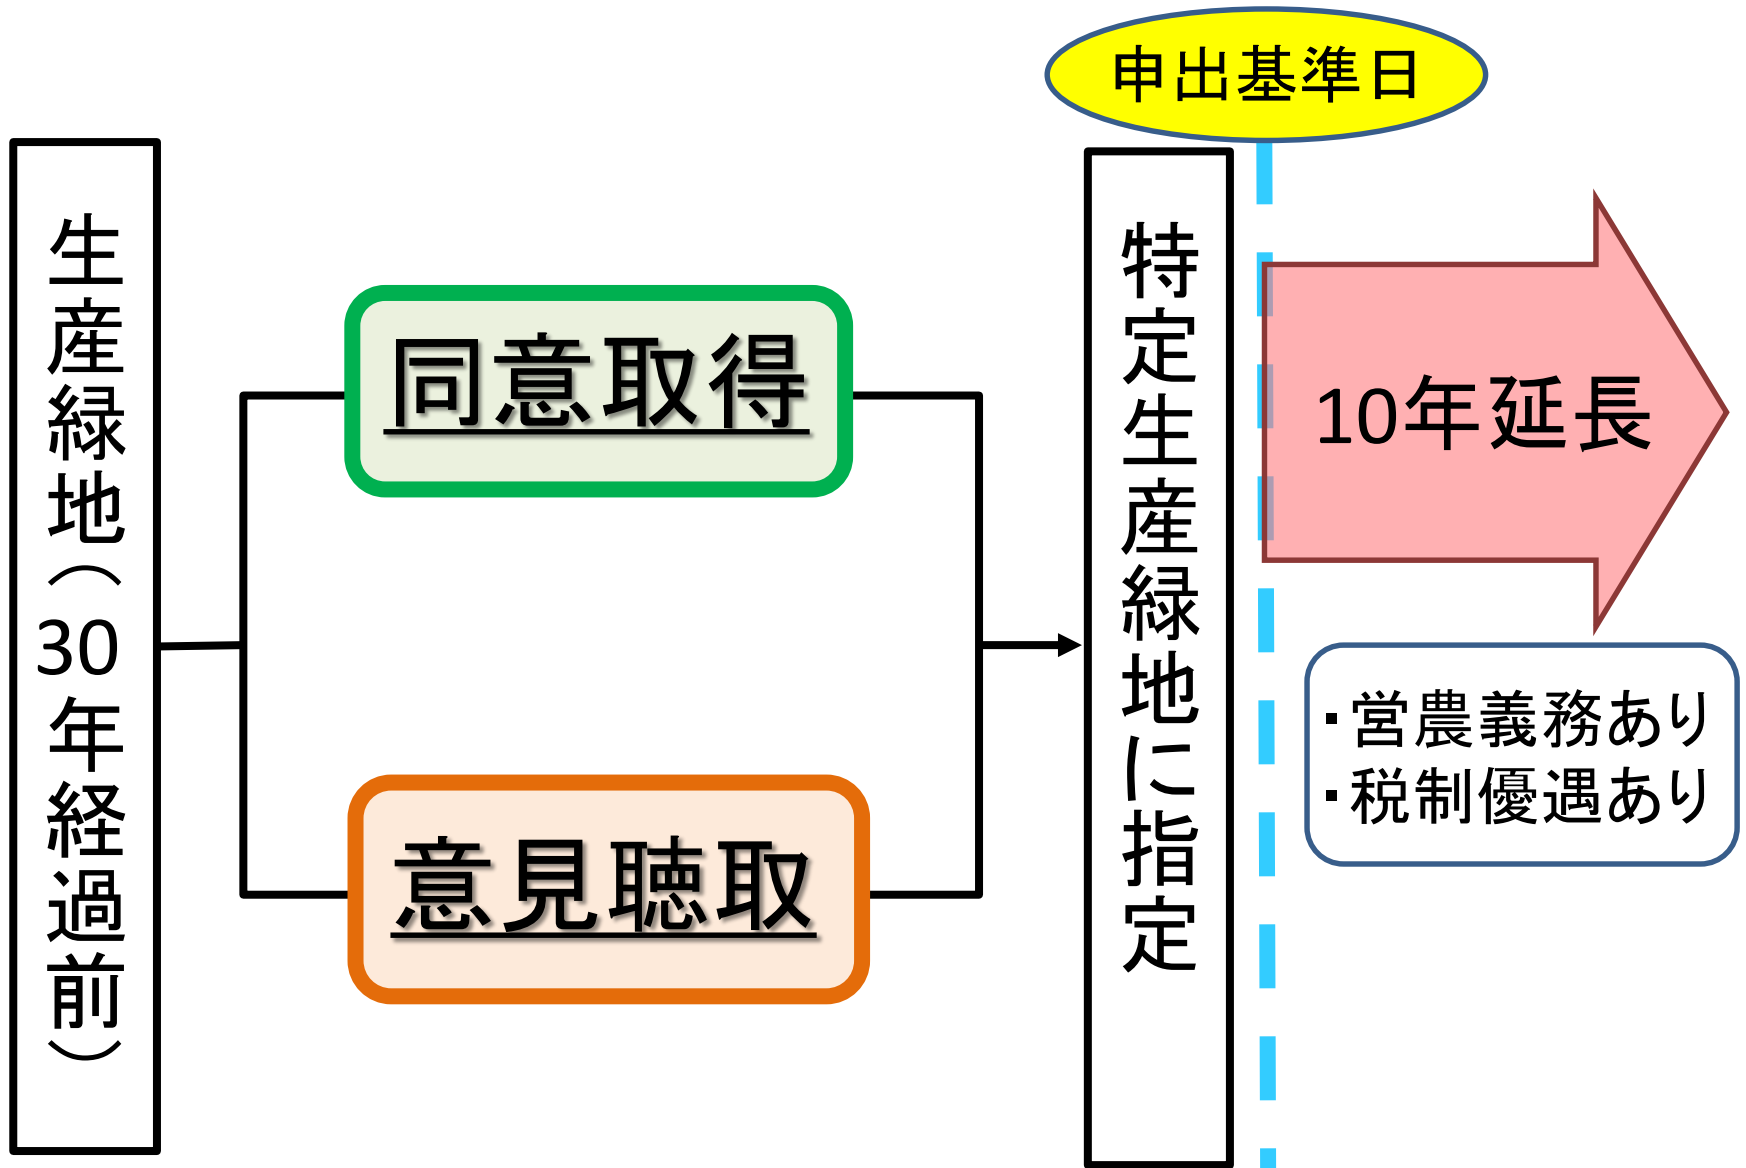 申出基準日
生産緑地（30年経過前）
同意取得
意見聴取
特定生産緑地に指定
10年延長
・営農義務あり
・税制優遇あり